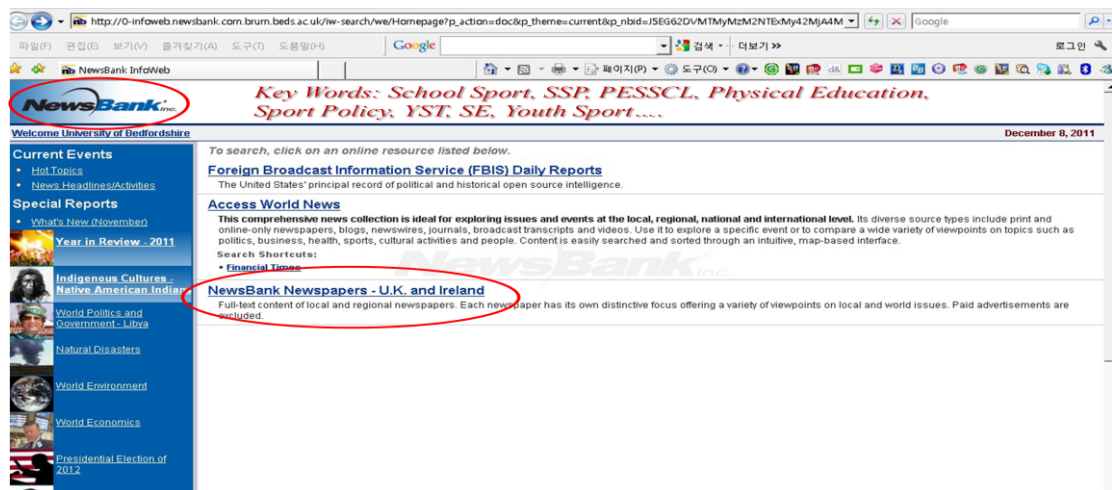 http://0-infoweb.newsbank.com.brum.beds.ac.uk/iw-search/we/Homepage?p_action=doc&p_theme=current&p_nbid=J5EG62DVMTMyMzM2NTExMy42MjA4M
Google
파일(F) 편집(E) 보기(V) 즐겨찾기(A) 도구(T) 도움말(H)
Google 검색 더보기 >> 로그인
NewsBank InfoWeb
페이지(P) 도구(O)
NewsBank inc.
Key Words: School Sport, SSP, PESSCL, Physical Education,
Sport Policy, YST, SE, Youth Sport....
Welcome University of Bedfordshire
December 8, 2011
Current Events
• Hot Topics
• News Headlines/Activities
Special Reports
• What's New (November)
Year in Review - 2011
Indigenous Cultures -
Native American Indian
World Politics and
Government - Libya
Natural Disasters
World Environment
World Economics
Presidential Election of
2012
To search, click on an online resource listed below.
Foreign Broadcast Information Service (FBIS) Daily Reports
The United States' principal record of political and historical open source intelligence.
Access World News
This comprehensive news collection is ideal for exploring issues and events at the local, regional, national and international level. Its diverse source types include print and
online-only newspapers, blogs, newswires, journals, broadcast transcripts and videos. Use it to explore a specific event or to compare a wide variety of viewpoints on topics such as
politics, business, health, sports, cultural activities and people. Content is easily searched and sorted through an intuitive, map-based interface.
Search Shortcuts:
• Financial Times
NewsBank inc.
NewsBank Newspapers - U.K. and Ireland
Full-text content of local and regional newspapers. Each newspaper has its own distinctive focus offering a variety of viewpoints on local and world issues. Paid advertisements are
excluded.